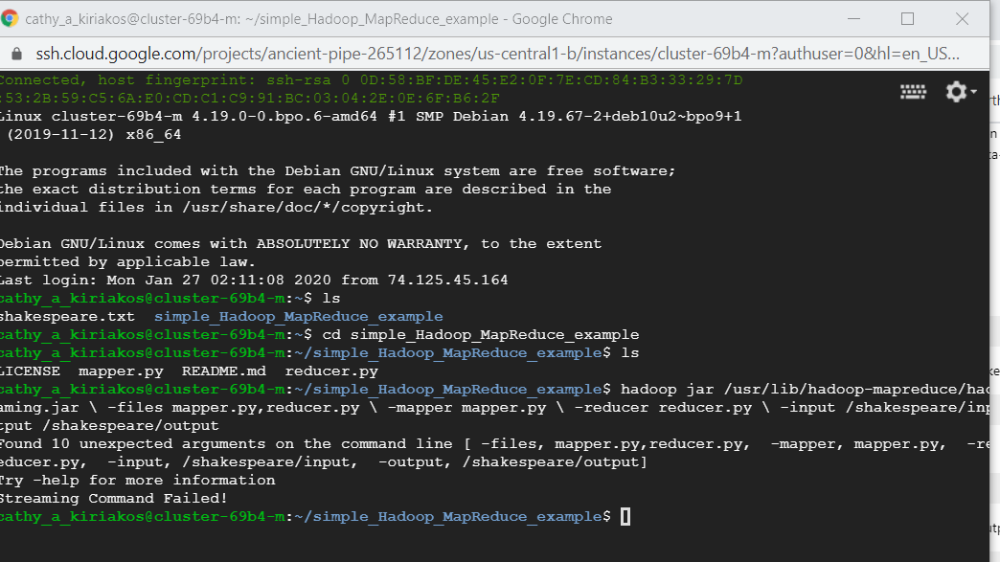 cathy_a_kiriakos@cluster-69b4-m: ~/simple_Hadoop_MapReduce_example - Google Chrome
ssh.cloud.google.com/projects/ancient-pipe-265112/zones/us-central1-b/instances/cluster-69b4-m?authuser=0&hl=en_US...
Connected, host fingerprint: ssh-rsa 0 0D:58:BF:DE:45:E2:0F:7E:CD:84:B3:33:29:7D
:53:2B:59:C5:6A:E0:CD:C1:C9:91:BC:03:04:2E:0E:6F:B6:2F
Linux cluster-69b4-m 4.19.0-0.bpo.6-amd64 #1 SMP Debian 4.19.67-2+deb10u2~bpo9+1
(2019-11-12) x86_64
The programs included with the Debian GNU/Linux system are free software;
the exact distribution terms for each program are described in the
individual files in /usr/share/doc/*/copyright.
Debian GNU/Linux comes with ABSOLUTELY NO WARRANTY, to the extent
permitted by applicable law.
Last login: Mon Jan 27 02:11:08 2020 from 74.125.45.164
cathy_a_kiriakos@cluster-69b4-m:~$ ls
shakespeare.txt simple_Hadoop_MapReduce_example
cathy_a_kiriakos@cluster-69b4-m:~$ cd simple_Hadoop_MapReduce_example
cathy_a_kiriakos@cluster-69b4-m:~/simple_Hadoop_MapReduce_example$ ls
LICENSE mapper.py README.md reducer.py
cathy_a_kiriakos@cluster-69b4-m:~/simple_Hadoop_MapReduce_example$ hadoop jar /usr/lib/hadoop-mapreduce/had
aming.jar \ -files mapper.py,reducer.py \ -mapper mapper.py \ -reducer reducer.py \ -input /shakespeare/inp
tput /shakespeare/output
Found 10 unexpected arguments on the command line [ -files, mapper.py,reducer.py,  -mapper, mapper.py,  -re
educer.py,  -input, /shakespeare/input,  -output, /shakespeare/output]
Try -help for more information
Streaming Command Failed!
cathy_a_kiriakos@cluster-69b4-m:~/simple_Hadoop_MapReduce_example$